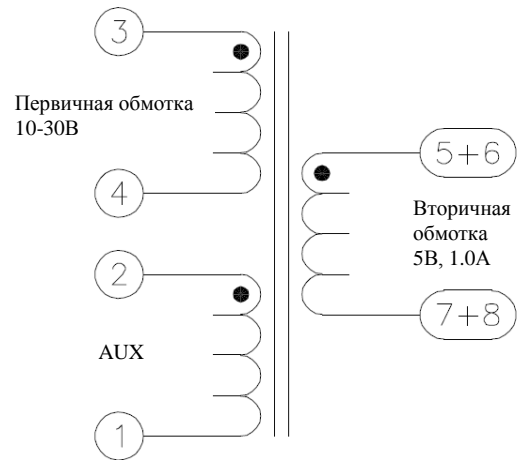 3
Первичная обмотка
10-30В
4
5+6
Вторичная
обмотка
5В, 1.0А
7+8
2
AUX
1